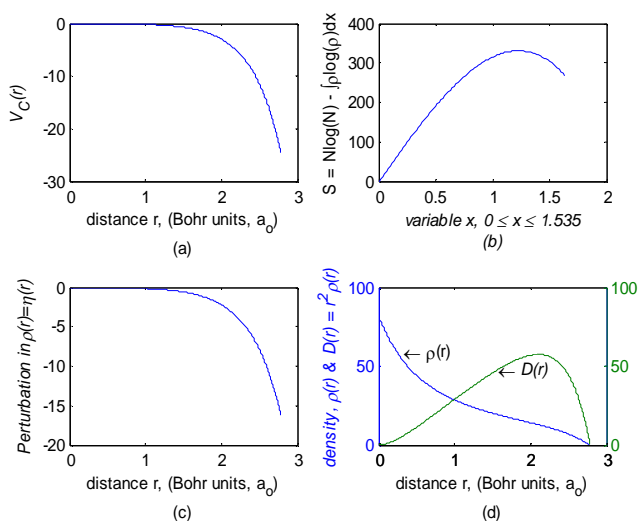 0
-10
-20
-30
V_C(r)
0 1 2 3
distance r, (Bohr units, a_o)
(a)
400
300
200
100
0
S = Nlog(N) - ∫ρlog(ρ)dx
0 0.5 1 1.5 2
variable x, 0 ≤ x ≤ 1.535
(b)
0
-5
-10
-15
-20
Perturbation in ρ(r)=η(r)
0 1 2 3
distance r, (Bohr units, a_o)
(c)
100
50
0
density, ρ(r) & D(r) = r^2 ρ(r)
← ρ(r)
← D(r)
100
50
0
0 1 2 3
distance r, (Bohr units, a_o)
(d)